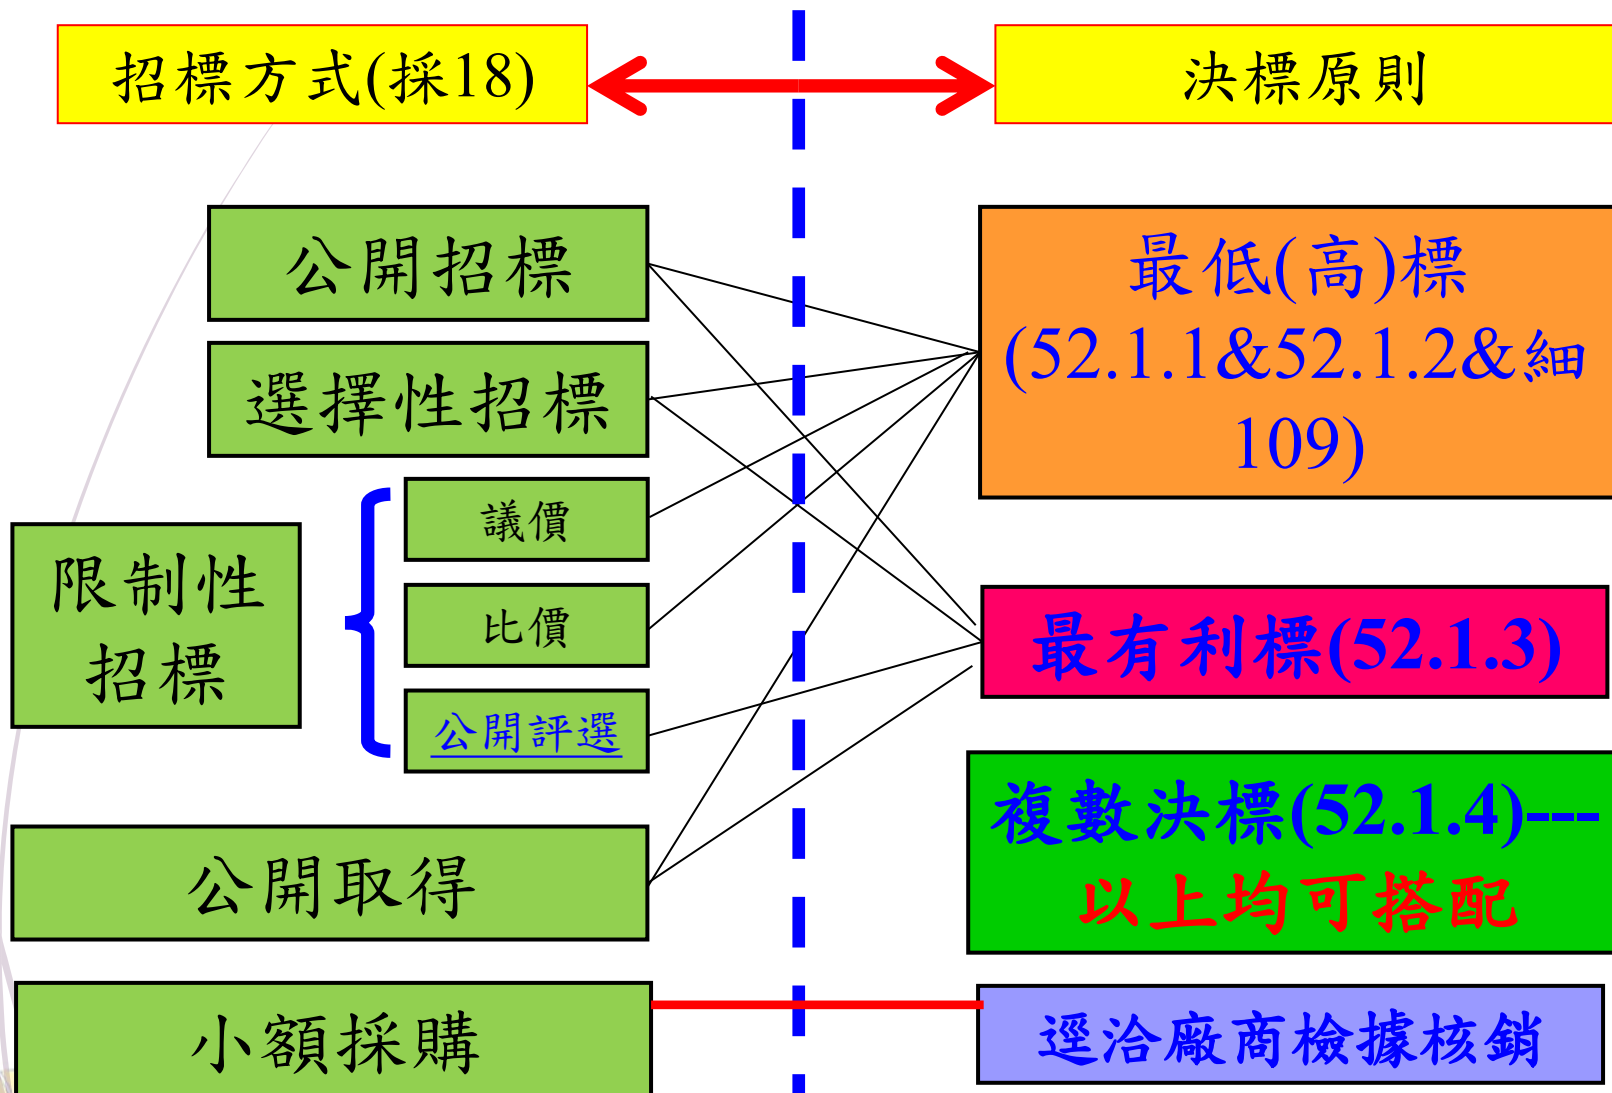 招標方式(採18)
決標原則
公開招標
選擇性招標
限制性
招標
議價
比價
公開評選
公開取得
小額採購
最低(高)標
(52.1.1&52.1.2&細
109)
最有利標(52.1.3)
複數決標(52.1.4)---
以上均可搭配
逕洽廠商檢據核銷